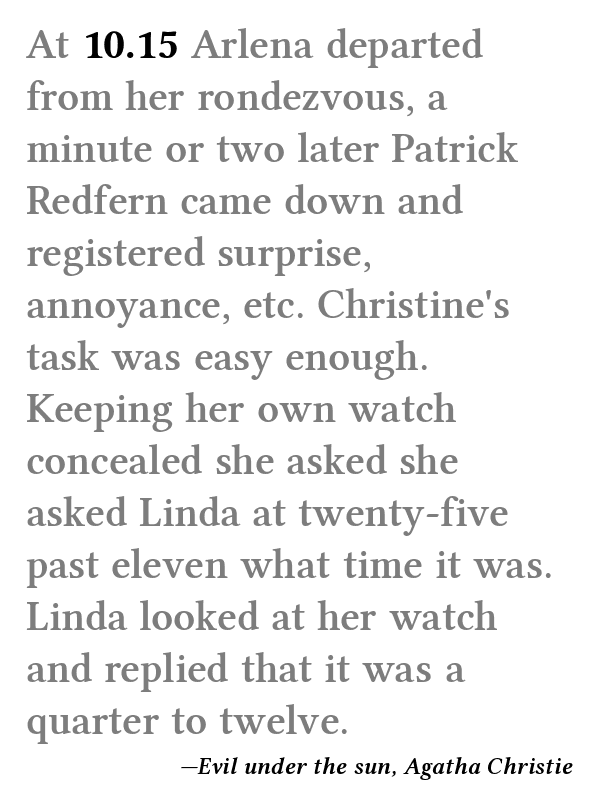 At 10.15 Arlena departed
from her rondezvous, a
minute or two later Patrick
Redfern came down and
registered surprise,
annoyance, etc. Christine's
task was easy enough.
Keeping her own watch
concealed she asked she
asked Linda at twenty-five
past eleven what time it was.
Linda looked at her watch
and replied that it was a
quarter to twelve.
—Evil under the sun, Agatha Christie